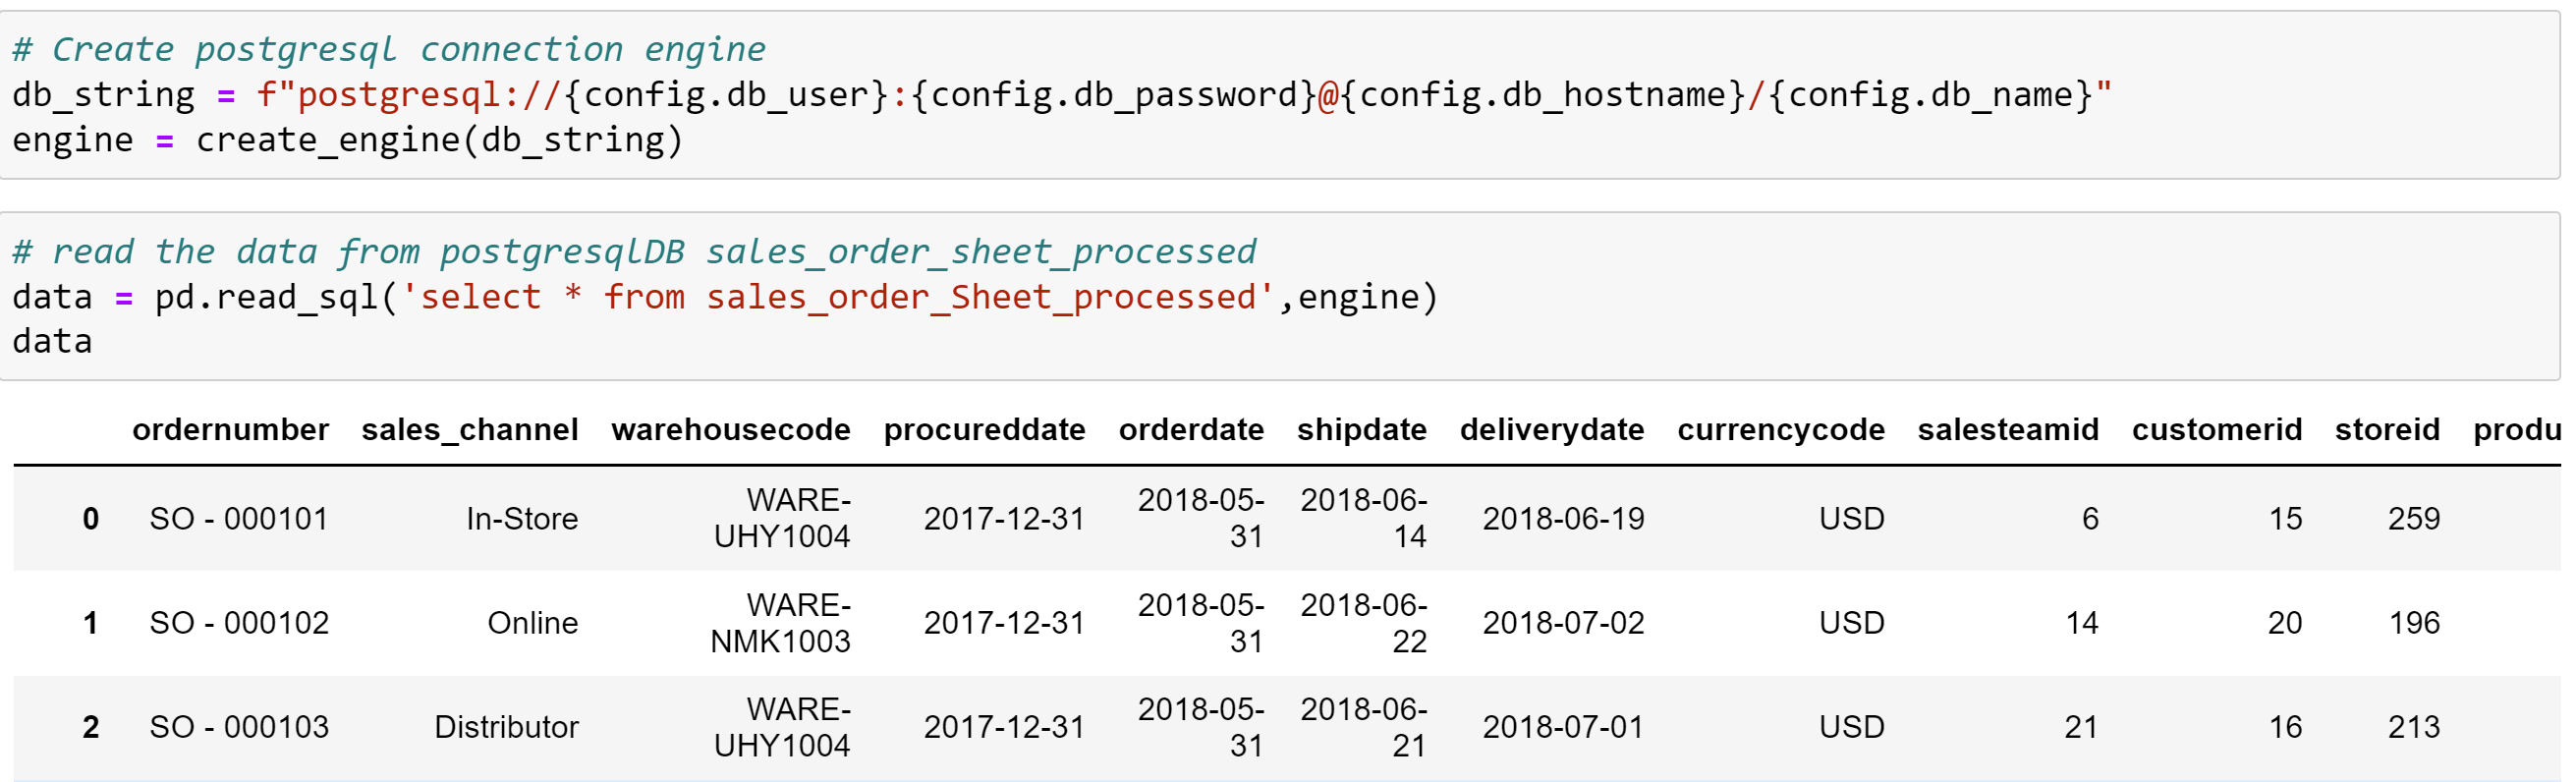 # Create postgresql connection engine
db_string = f"postgresql://{config.db_user}:{config.db_password}@{config.db_hostname}/{config.db_name}"
engine = create_engine(db_string)
# read the data from postgresqlDB sales_order_sheet_processed
data = pd.read_sql('select * from sales_order_Sheet_processed',engine)
data
ordernumber sales_channel warehousecode procureddate orderdate shipdate deliverydate currencycode salesteamid customerid storeid produ
0 SO - 000101 In-Store WARE-UHY1004 2017-12-31 2018-05-31 2018-06-14 2018-06-19 USD 6 15 259
1 SO - 000102 Online WARE-NMK1003 2017-12-31 2018-05-31 2018-06-22 2018-07-02 USD 14 20 196
2 SO - 000103 Distributor WARE-UHY1004 2017-12-31 2018-05-31 2018-06-21 2018-07-01 USD 21 16 213